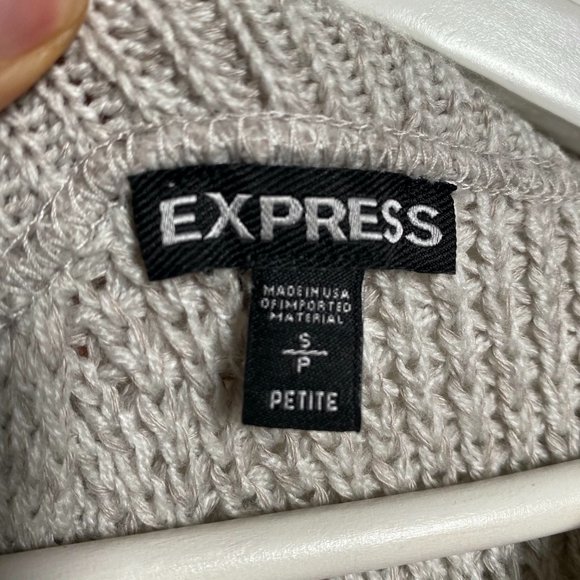 EXPRESS
MADE IN USA
OF IMPORTED
MATERIAL
S
P
PETITE